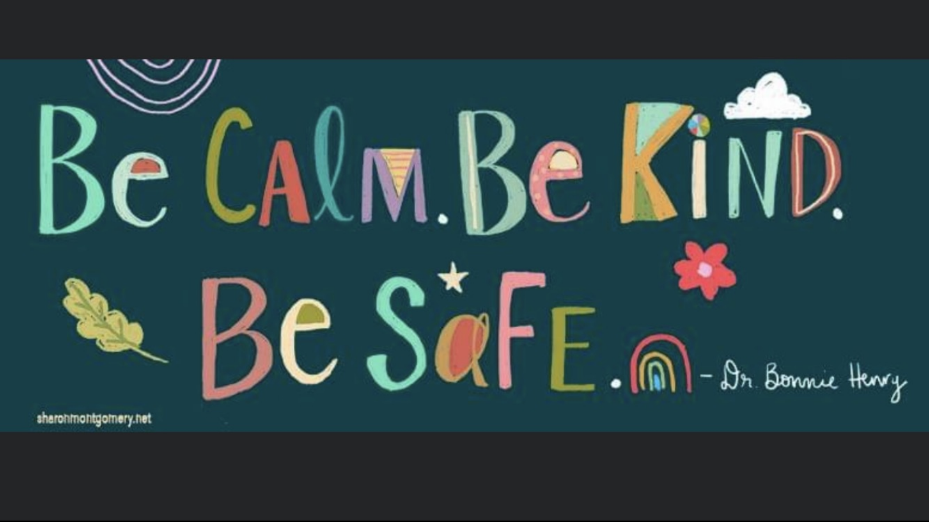 Be CAlM. Be KiND.
Be SaFE. - Dr. Bonnie Henry
sharonmontgomery.net